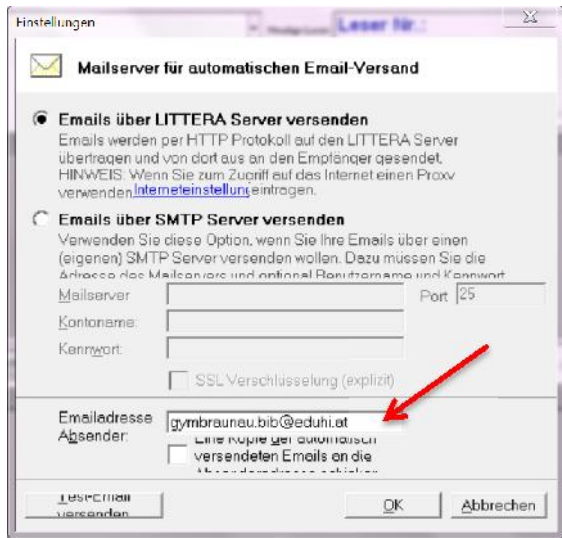 Einstellungen
Leser Nr.:
Mailserver für automatischen Email-Versand
Emails über LITTERA Server versenden
Emails werden per HTTP Protokoll auf den LITTERA Server
übertragen und von dort aus an den Empfänger gesendet.
HINWEIS: Wenn Sie zum Zugriff auf das Internet einen Proxy
verwenden Interneteinstellung eintragen.
Emails über SMTP Server versenden
Verwenden Sie diese Option, wenn Sie Ihre Emails über einen
(eigenen) SMTP Server versenden wollen. Dazu müssen Sie die
Adresse des Mailservers und optional Benutzername und Kennwort
Mailserver
Port 25
Kontoname:
Kennwort:
SSL Verschlüsselung (explizit)
Emailadresse
Absender:
gymbraunau.bib@eduhi.at
Eine Kopie der automatisch
versendeten Emails an die
Absenderadresse schicken
Test-Email
versenden
OK
Abbrechen